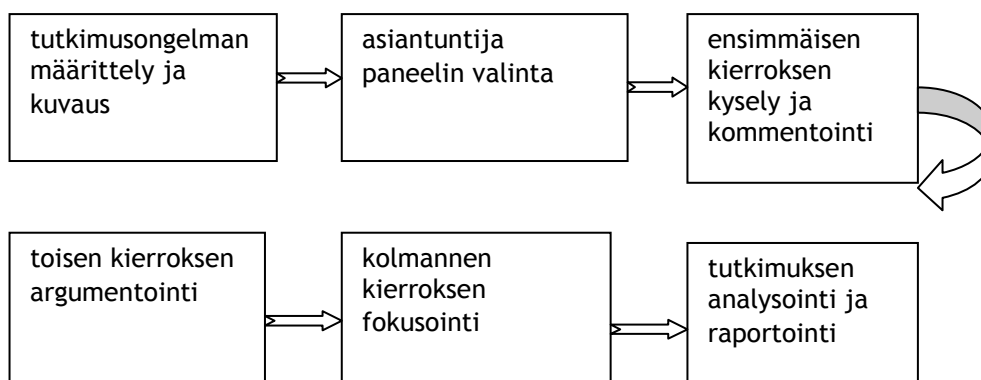 tutkimusongelman
määrittely ja
kuvaus
asiantuntija
paneelin valinta
ensimmäisen
kierroksen
kysely ja
kommentointi
toisen kierroksen
argumentointi
kolmannen
kierroksen
fokusointi
tutkimuksen
analysointi ja
raportointi